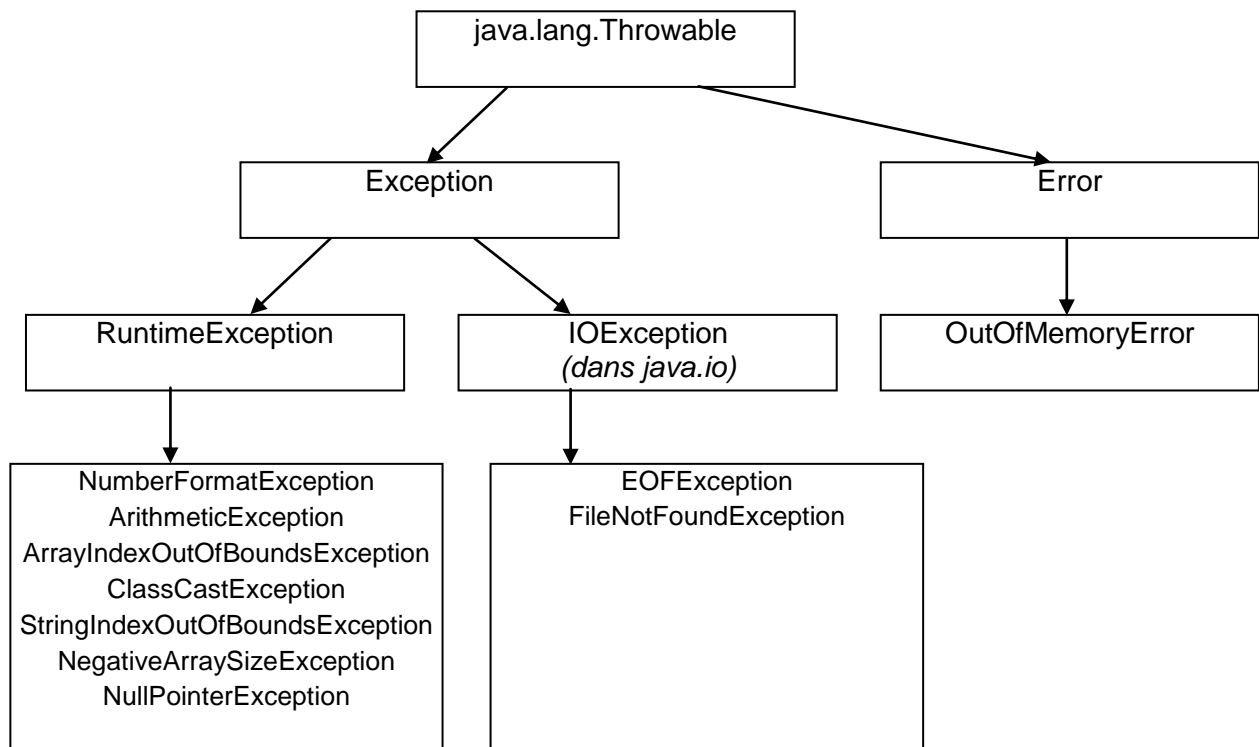 java.lang.Throwable
Exception
Error
RuntimeException
IOException
(dans java.io)
OutOfMemoryError
NumberFormatException
ArithmeticException
ArrayIndexOutOfBoundsException
ClassCastException
StringIndexOutOfBoundsException
NegativeArraySizeException
NullPointerException
EOFException
FileNotFoundException